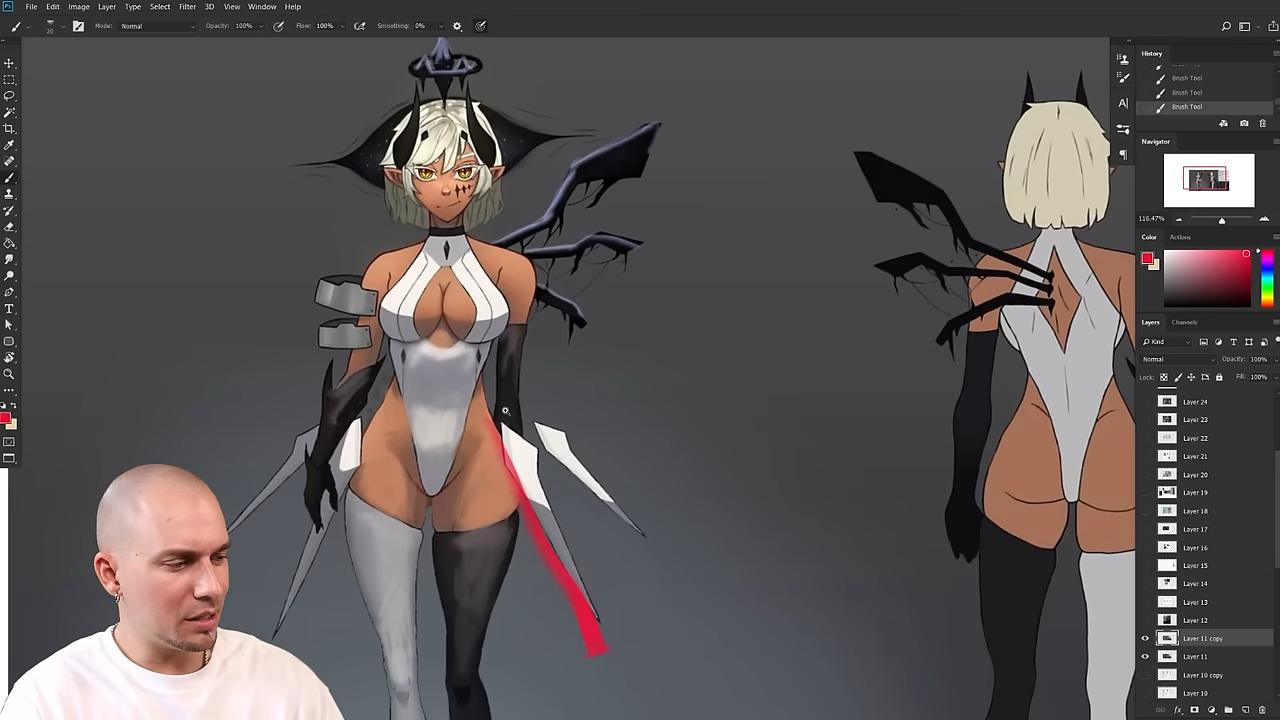 Ps File Edit Image Layer Type Select Filter 3D View Window Help
20 Mode: Normal Opacity: 100% Flow: 100% Smoothing: 0%
History
Brush Tool
Brush Tool
Brush Tool
Navigator
116.47%
Color Actions
Layers Channels
Kind
Normal Opacity: 100%
Lock: Fill: 100%
Layer 24
Layer 23
Layer 22
Layer 21
Layer 20
Layer 19
Layer 18
Layer 17
Layer 16
Layer 15
Layer 14
Layer 13
Layer 12
Layer 11 copy
Layer 11
Layer 10 copy
Layer 10
fx